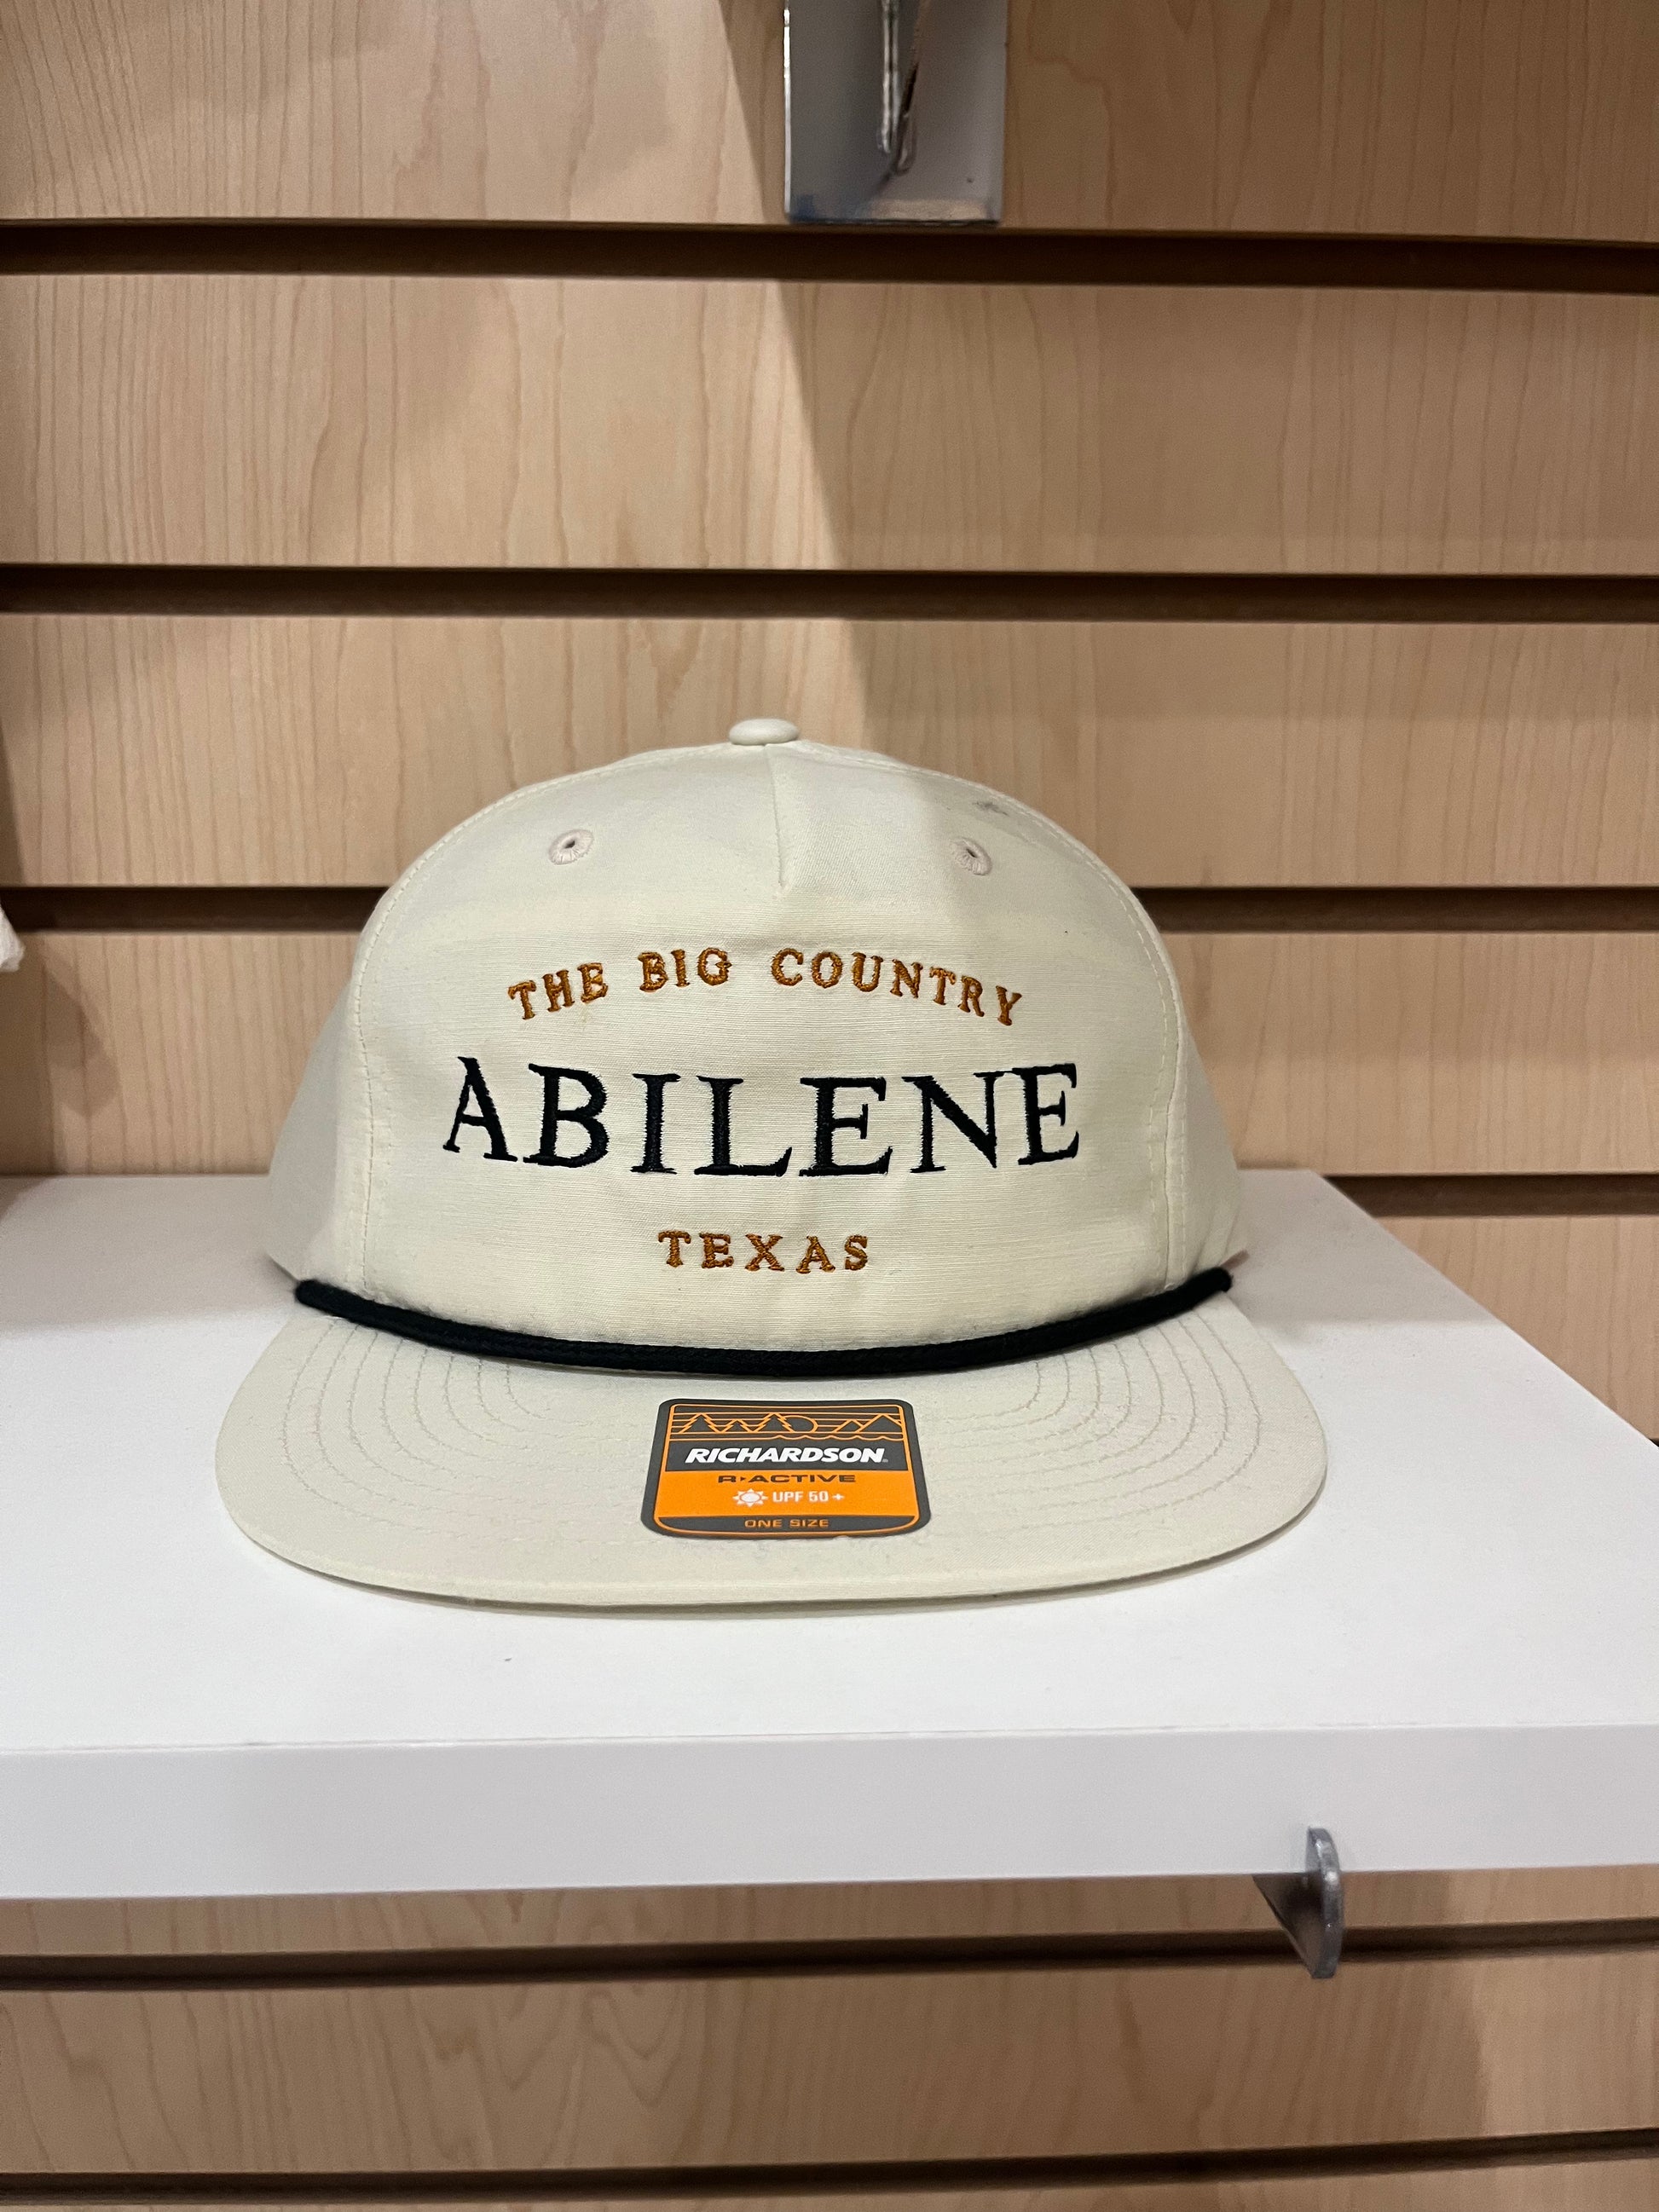 THE BIG COUNTRY
ABILENE
TEXAS
RICHARDSON
R·ACTIVE
UPF 50+
ONE SIZE